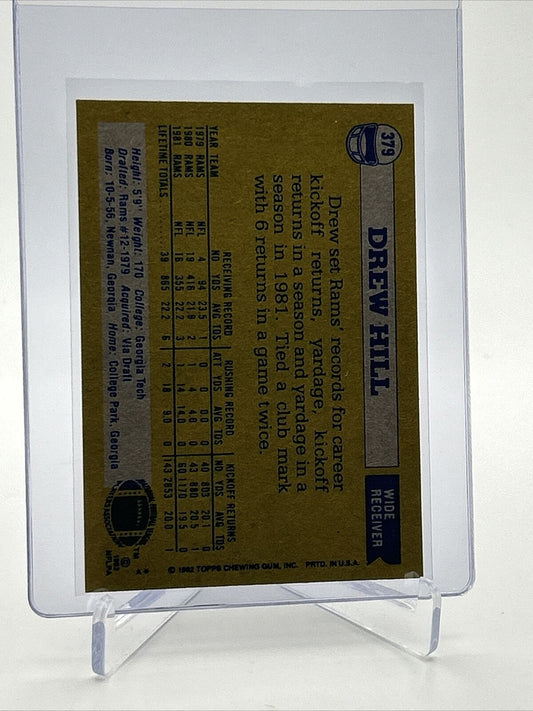 379
DREW HILL
WIDE
RECEIVER
Drew set Rams' records for career
kickoff returns, yardage, kickoff
returns in a season and yardage in a
season in 1981. Tied a club mark
with 6 returns in a game twice.
RECEIVING RECORD RUSHING RECORD KICKOFF RETURNS
YEAR TEAM NO YDS AVG TDS ATT YDS AVG TDS NO YDS AVG TDS
1979 RAMS NFL 4 94 23.5 1 0 0 0.0 0 40 803 20.1 0
1980 RAMS NFL 19 416 21.9 2 1 4 4.0 0 43 880 20.5 1
1981 RAMS NFL 16 355 22.2 3 1 14 14.0 0 60 1170 19.5 0
LIFETIME TOTALS ........ 39 865 22.2 6 2 18 9.0 0 143 2853 20.0 1
Height: 5'9" Weight: 170 College: Georgia Tech
Drafted: Rams #12-1979 Acquired: Via Draft
Born: 10-5-56, Newnan, Georgia Home: College Park, Georgia
TM
© 1982
NFLPA
A*
© 1982 TOPPS CHEWING GUM, INC. PRTD. IN U.S.A.